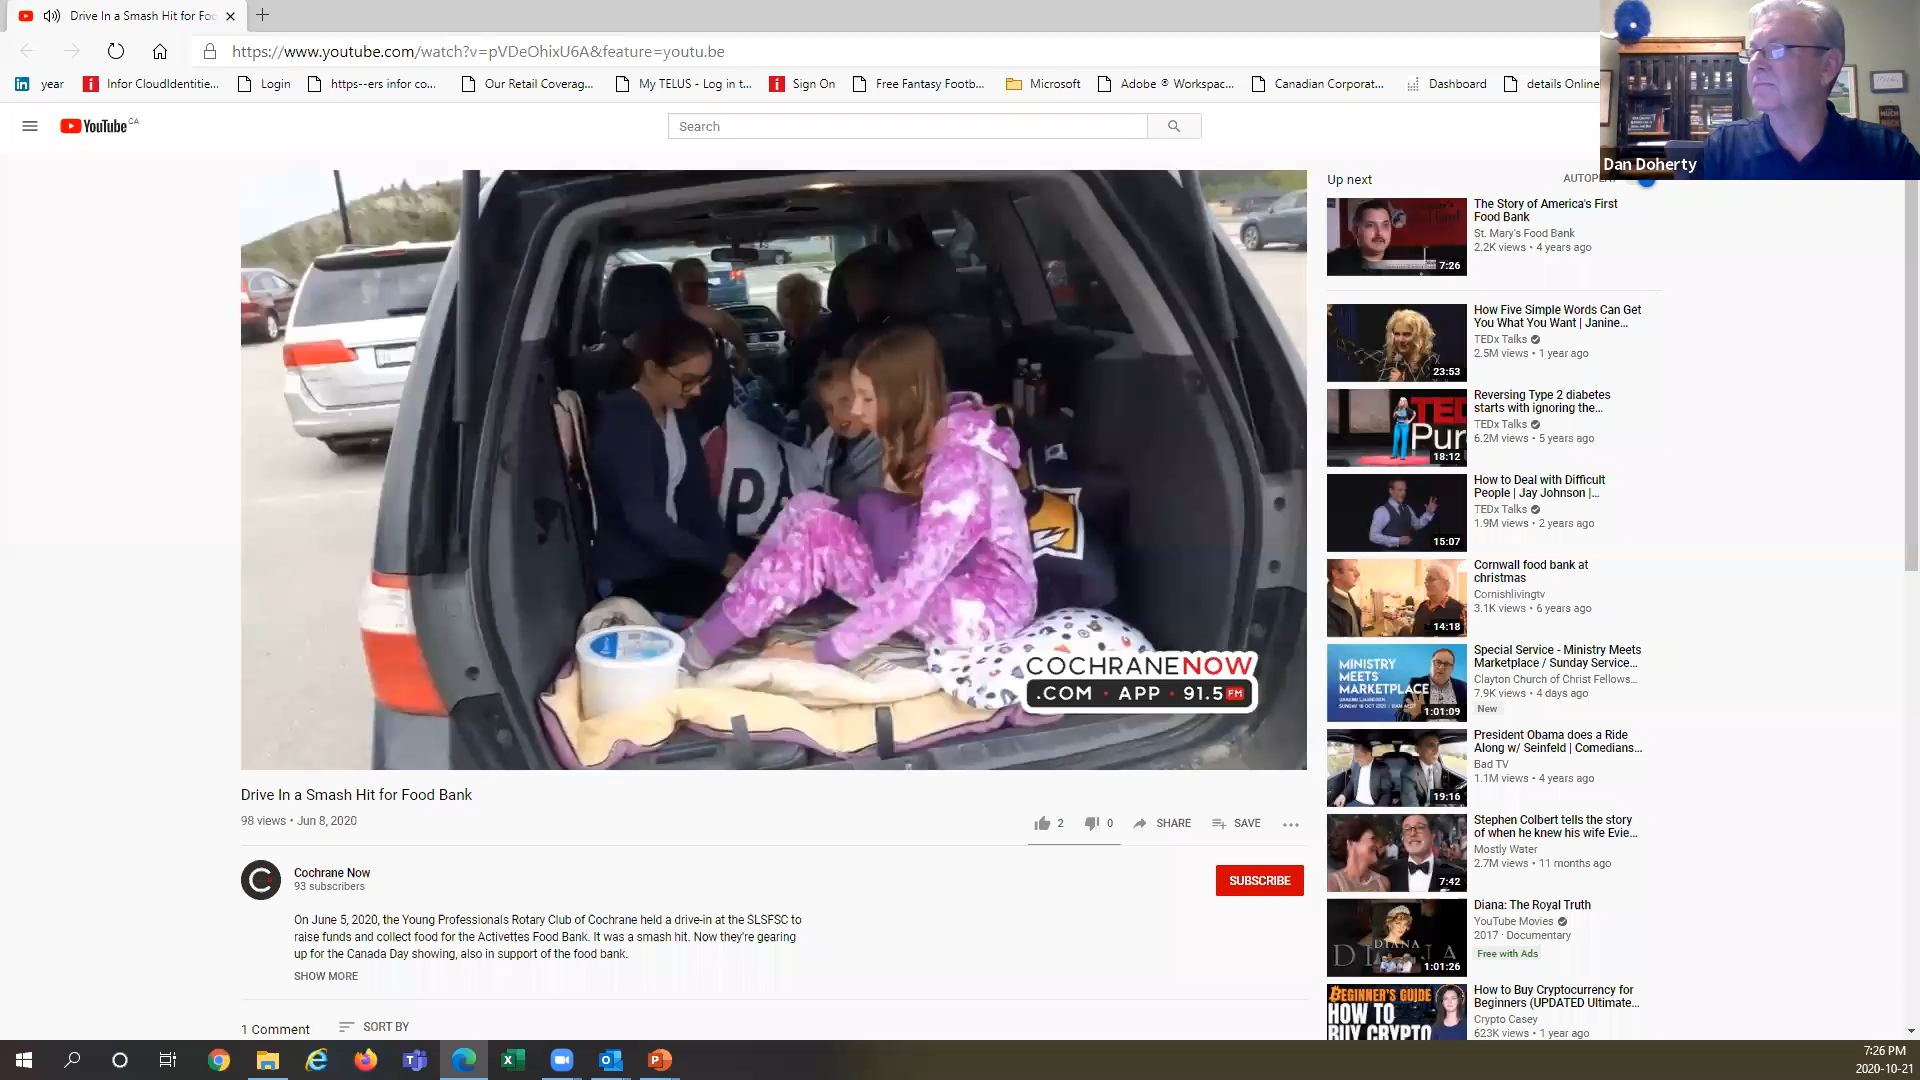 Drive In a Smash Hit for Foo
https://www.youtube.com/watch?v=pVDeOhixU6A&feature=youtu.be
in year
Infor CloudIdentitie...
Login
https--ers infor co...
Our Retail Coverag...
My TELUS - Log in t...
Sign On
Free Fantasy Footb...
Microsoft
Adobe ® Workspac...
Canadian Corporat...
Dashboard
details Online
Dan Doherty
YouTube CA
Search
COCHRANENOW
.COM • APP • 91.5 FM
Drive In a Smash Hit for Food Bank
98 views • Jun 8, 2020
2
0
SHARE
SAVE
Cochrane Now
93 subscribers
SUBSCRIBE
On June 5, 2020, the Young Professionals Rotary Club of Cochrane held a drive-in at the SLSFSC to
raise funds and collect food for the Activettes Food Bank. It was a smash hit. Now they're gearing
up for the Canada Day showing, also in support of the food bank.
SHOW MORE
1 Comment
SORT BY
Up next
The Story of America's First
Food Bank
St. Mary's Food Bank
2.2K views • 4 years ago
7:26
How Five Simple Words Can Get
You What You Want | Janine...
TEDx Talks
2.5M views • 1 year ago
23:53
Reversing Type 2 diabetes
starts with ignoring the...
TEDx Talks
6.2M views • 5 years ago
TED
Pur
18:12
How to Deal with Difficult
People | Jay Johnson |...
TEDx Talks
1.9M views • 2 years ago
15:07
Cornwall food bank at
christmas
Cornishlivingtv
3.1K views • 6 years ago
14:18
Special Service - Ministry Meets
Marketplace / Sunday Service...
Clayton Church of Christ Fellows...
7.9K views • 4 days ago
New
MINISTRY
MEETS
MARKETPLACE
1:01:09
President Obama does a Ride
Along w/ Seinfeld | Comedians...
Bad TV
1.1M views • 4 years ago
19:16
Stephen Colbert tells the story
of when he knew his wife Evie...
Mostly Water
2.7M views • 11 months ago
7:42
Diana: The Royal Truth
YouTube Movies
2017 · Documentary
Free with Ads
DIANA
1:01:26
How to Buy Cryptocurrency for
Beginners (UPDATED Ultimate...
Crypto Casey
623K views • 1 year ago
BEGINNER'S GUIDE
HOW TO
BUY CRYPTO
7:26 PM
2020-10-21